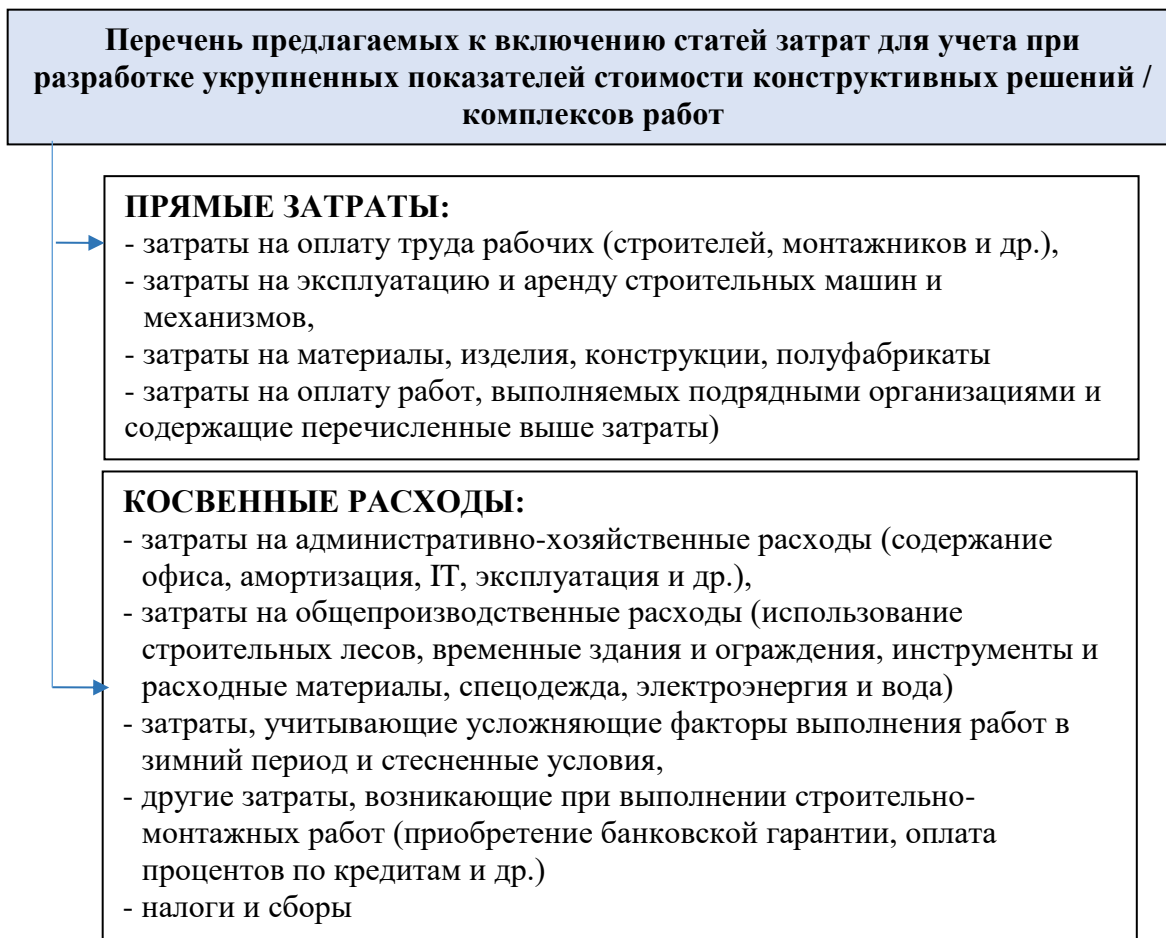 Перечень предлагаемых к включению статей затрат для учета при
разработке укрупненных показателей стоимости конструктивных решений /
комплексов работ
ПРЯМЫЕ ЗАТРАТЫ:
- затраты на оплату труда рабочих (строителей, монтажников и др.),
- затраты на эксплуатацию и аренду строительных машин и
механизмов,
- затраты на материалы, изделия, конструкции, полуфабрикаты
- затраты на оплату работ, выполняемых подрядными организациями и
содержащие перечисленные выше затраты)
КОСВЕННЫЕ РАСХОДЫ:
- затраты на административно-хозяйственные расходы (содержание
офиса, амортизация, IT, эксплуатация и др.),
- затраты на общепроизводственные расходы (использование
строительных лесов, временные здания и ограждения, инструменты и
расходные материалы, спецодежда, электроэнергия и вода)
- затраты, учитывающие усложняющие факторы выполнения работ в
зимний период и стесненные условия,
- другие затраты, возникающие при выполнении строительно-
монтажных работ (приобретение банковской гарантии, оплата
процентов по кредитам и др.)
- налоги и сборы